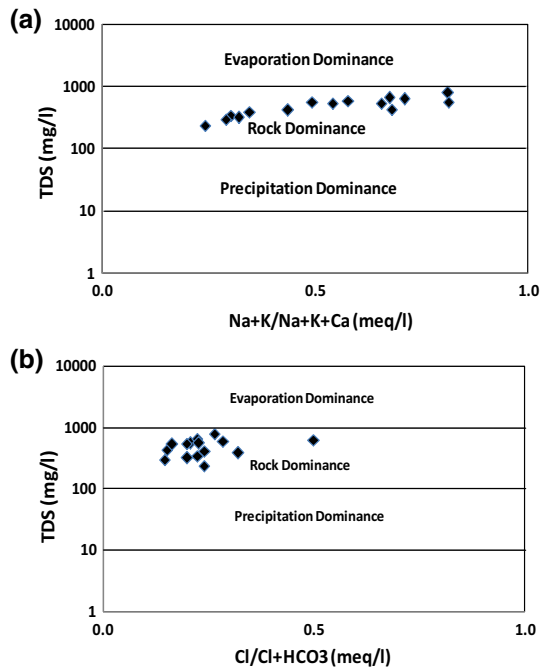 (a)
10000
Evaporation Dominance
1000
Rock Dominance
100
Precipitation Dominance
10
1
0.0 0.5 1.0
TDS (mg/l)
Na+K/Na+K+Ca (meq/l)
(b)
10000
Evaporation Dominance
1000
Rock Dominance
100
Precipitation Dominance
10
1
0.0 0.5 1.0
TDS (mg/l)
Cl/Cl+HCO3 (meq/l)